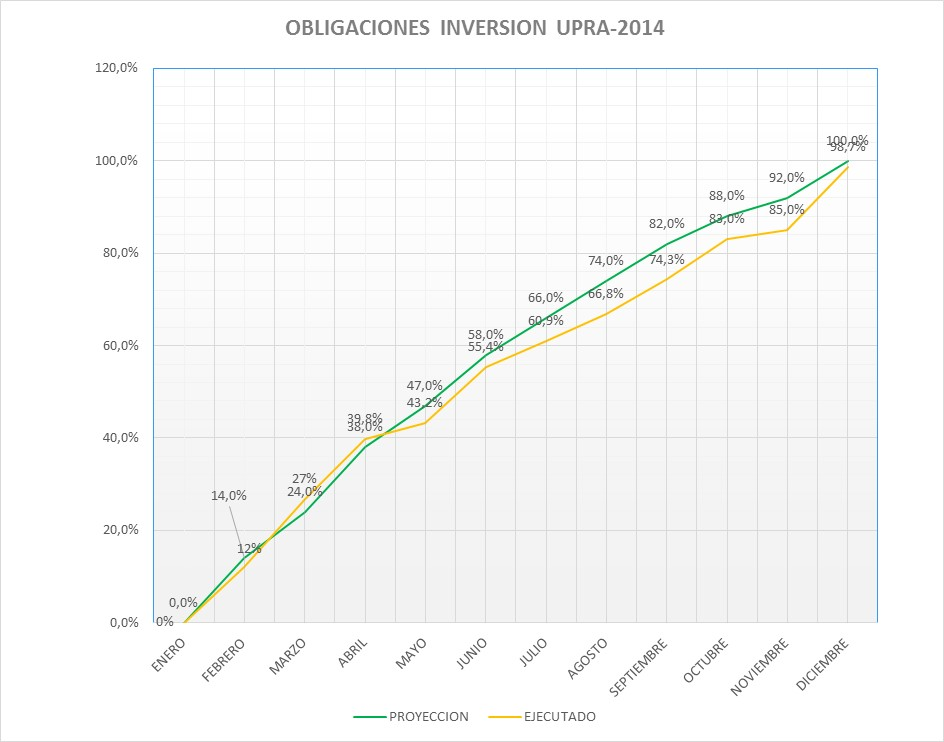 OBLIGACIONES INVERSION UPRA-2014
120,0%
100,0%
80,0%
60,0%
40,0%
20,0%
0,0%
0,0%
14,0%
24,0%
38,0%
47,0%
58,0%
66,0%
74,0%
82,0%
88,0%
92,0%
100,0%
0%
12%
27%
39,8%
43,2%
55,4%
60,9%
66,8%
74,3%
83,0%
85,0%
98,7%
ENERO
FEBRERO
MARZO
ABRIL
MAYO
JUNIO
JULIO
AGOSTO
SEPTIEMBRE
OCTUBRE
NOVIEMBRE
DICIEMBRE
PROYECCION
EJECUTADO